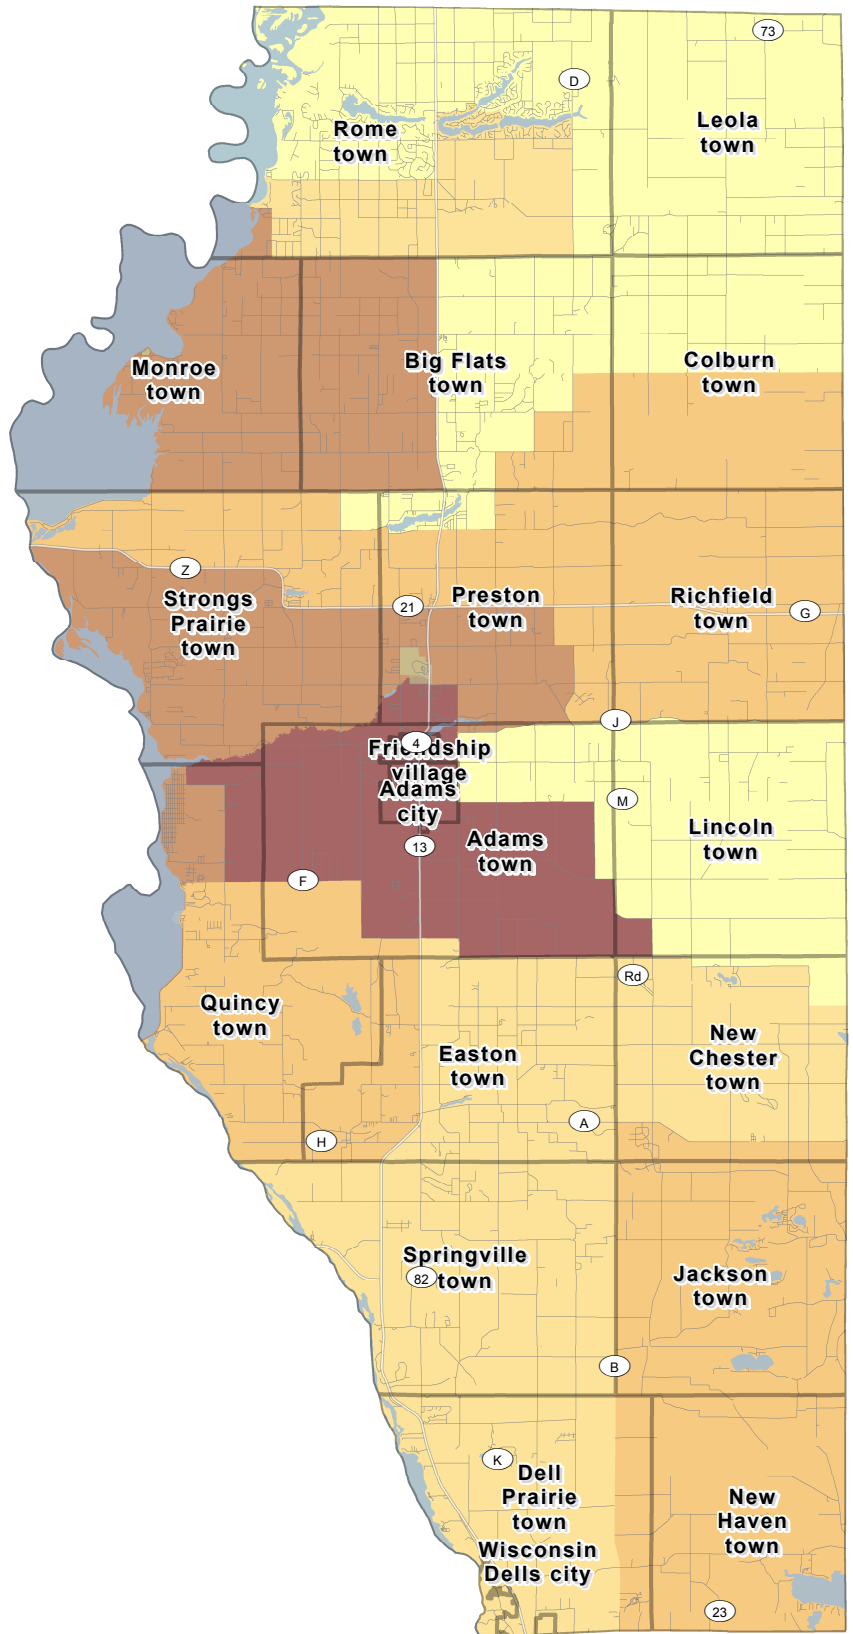 73
D
Rome
town
Leola
town
Monroe
town
Big Flats
town
Colburn
town
Z
Strongs
Prairie
town
21
Preston
town
Richfield
town
G
J
4
Friendship
village
Adams
city
M
13
Adams
town
Lincoln
town
F
Rd
Quincy
town
Easton
town
New
Chester
town
A
H
Springville
82 town
Jackson
town
B
K
Dell
Prairie
town
Wisconsin
Dells city
New
Haven
town
23